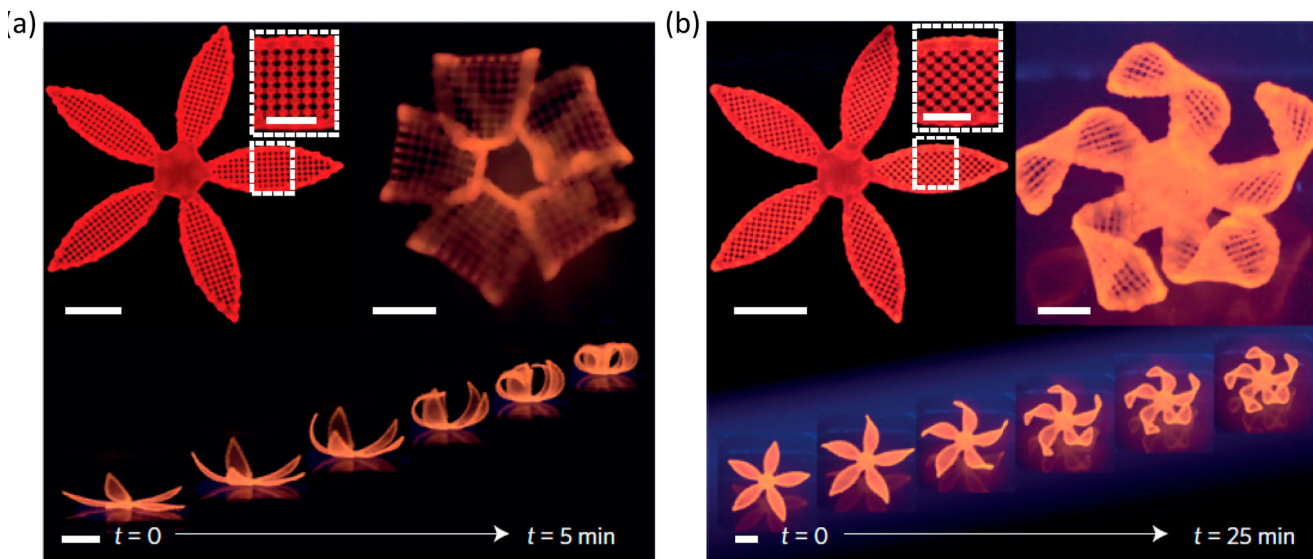 (a)
(b)
t = 0
t = 5 min
t = 0
t = 25 min